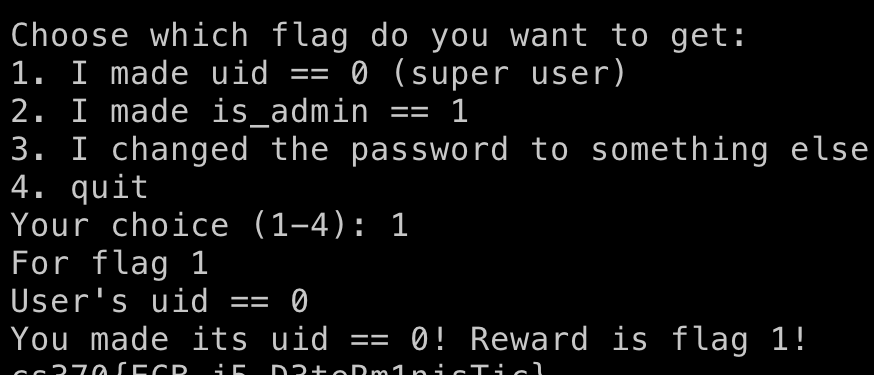 Choose which flag do you want to get:
1. I made uid == 0 (super user)
2. I made is_admin == 1
3. I changed the password to something else
4. quit
Your choice (1-4): 1
For flag 1
User's uid == 0
You made its uid == 0! Reward is flag 1!